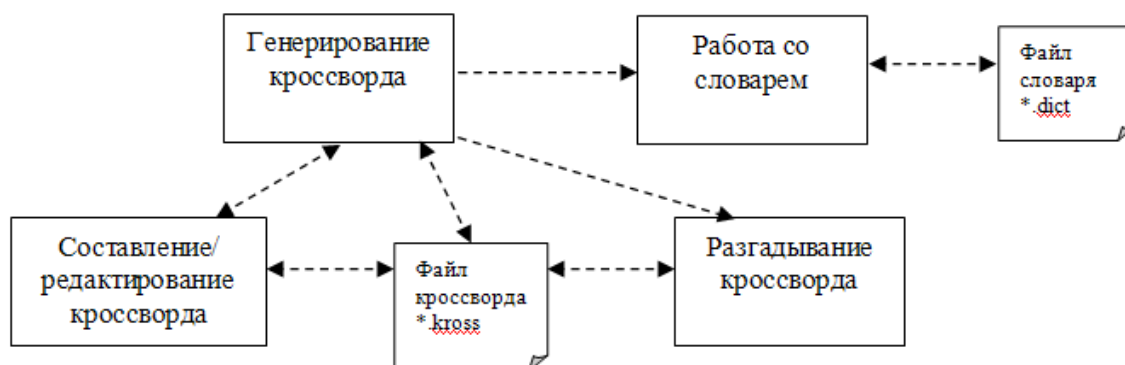 Генерирование
кроссворда
Работа со
словарем
Файл
словаря
*.dict
Составление/
редактирование
кроссворда
Файл
кроссворда
*.kross
Разгадывание
кроссворда